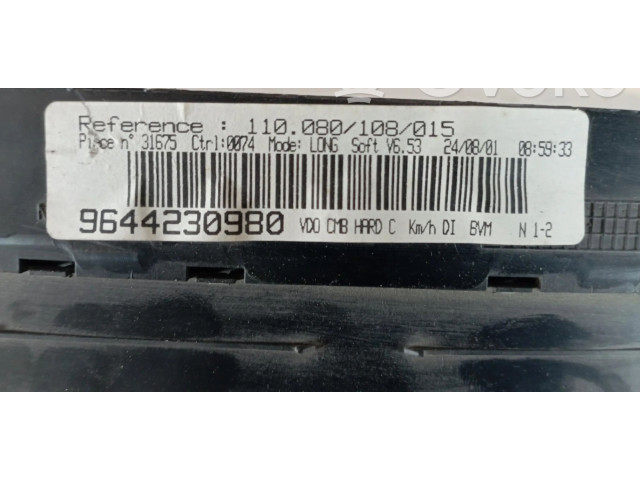 Reference : 110.080/108/015
Piece n° 31675 Ctrl:0074 Mode: LONG Soft V6.53 24/08/01 08:59:33
9644230980 VDO CMB HARD C Km/h DI BVM N 1-2